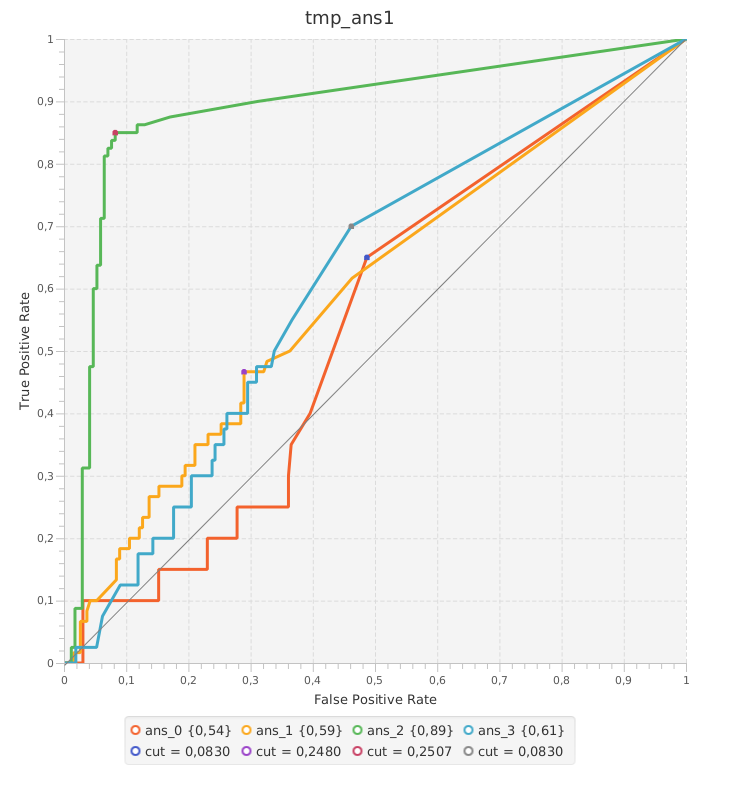 tmp_ans1
1
0,9
0,8
0,7
0,6
0,5
0,4
0,3
0,2
0,1
0
True Positive Rate
0 0,1 0,2 0,3 0,4 0,5 0,6 0,7 0,8 0,9 1
False Positive Rate
ans_0 {0,54} ans_1 {0,59} ans_2 {0,89} ans_3 {0,61}
cut = 0,0830 cut = 0,2480 cut = 0,2507 cut = 0,0830